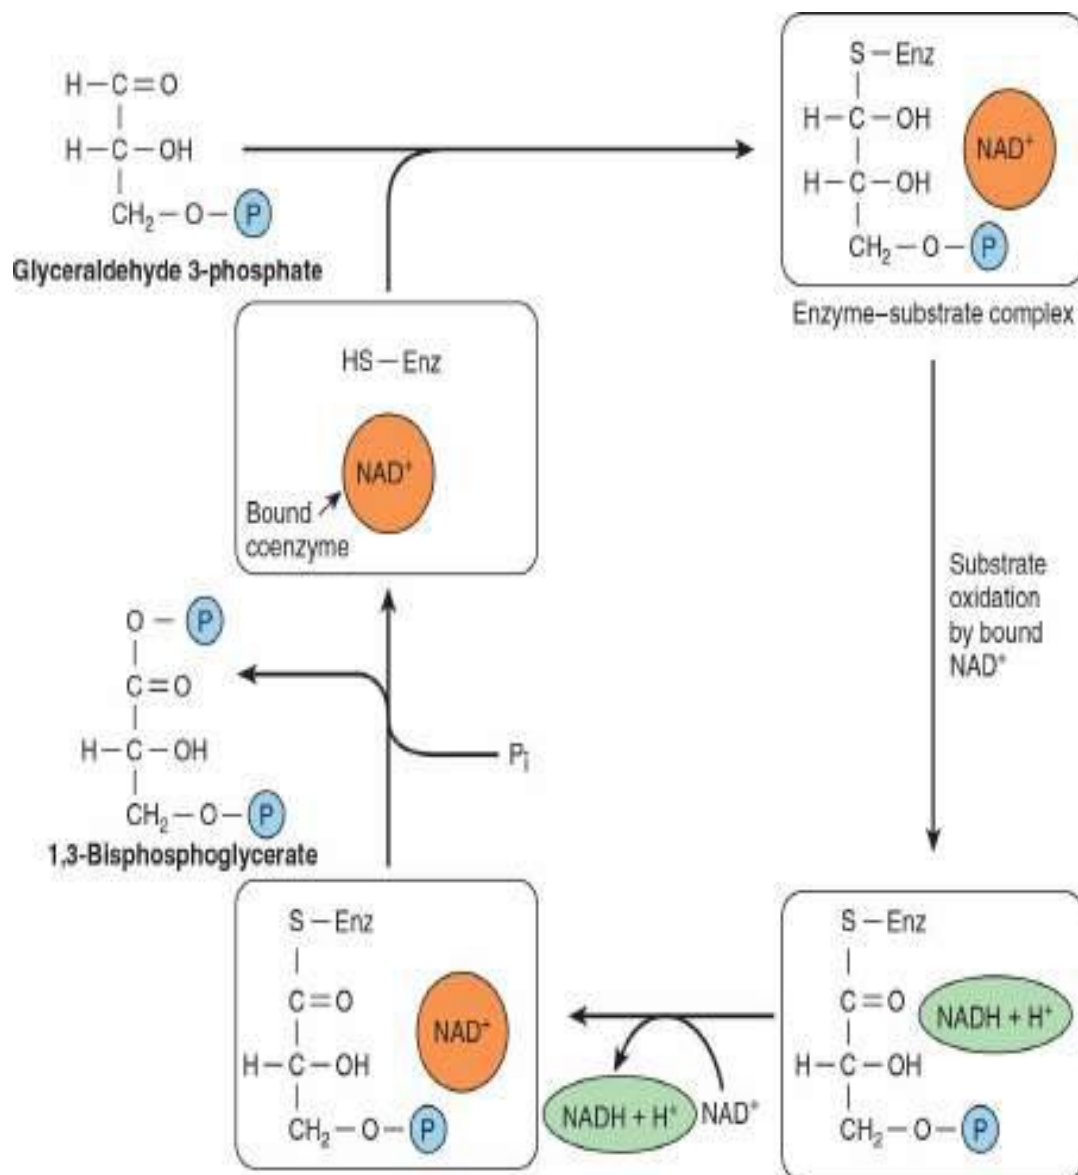 H–C=O
H–C–OH
CH₂–O–P
Glyceraldehyde 3-phosphate
S–Enz
H–C–OH
H–C–OH
CH₂–O–P
NAD⁺
Enzyme–substrate complex
HS–Enz
NAD⁺
Bound
coenzyme
Substrate
oxidation
by bound
NAD⁺
O–P
C=O
H–C–OH
CH₂–O–P
1,3-Bisphosphoglycerate
Pi
S–Enz
C=O
H–C–OH
CH₂–O–P
NAD⁺
NADH + H⁺
NAD⁺
S–Enz
C=O
H–C–OH
CH₂–O–P
NADH + H⁺